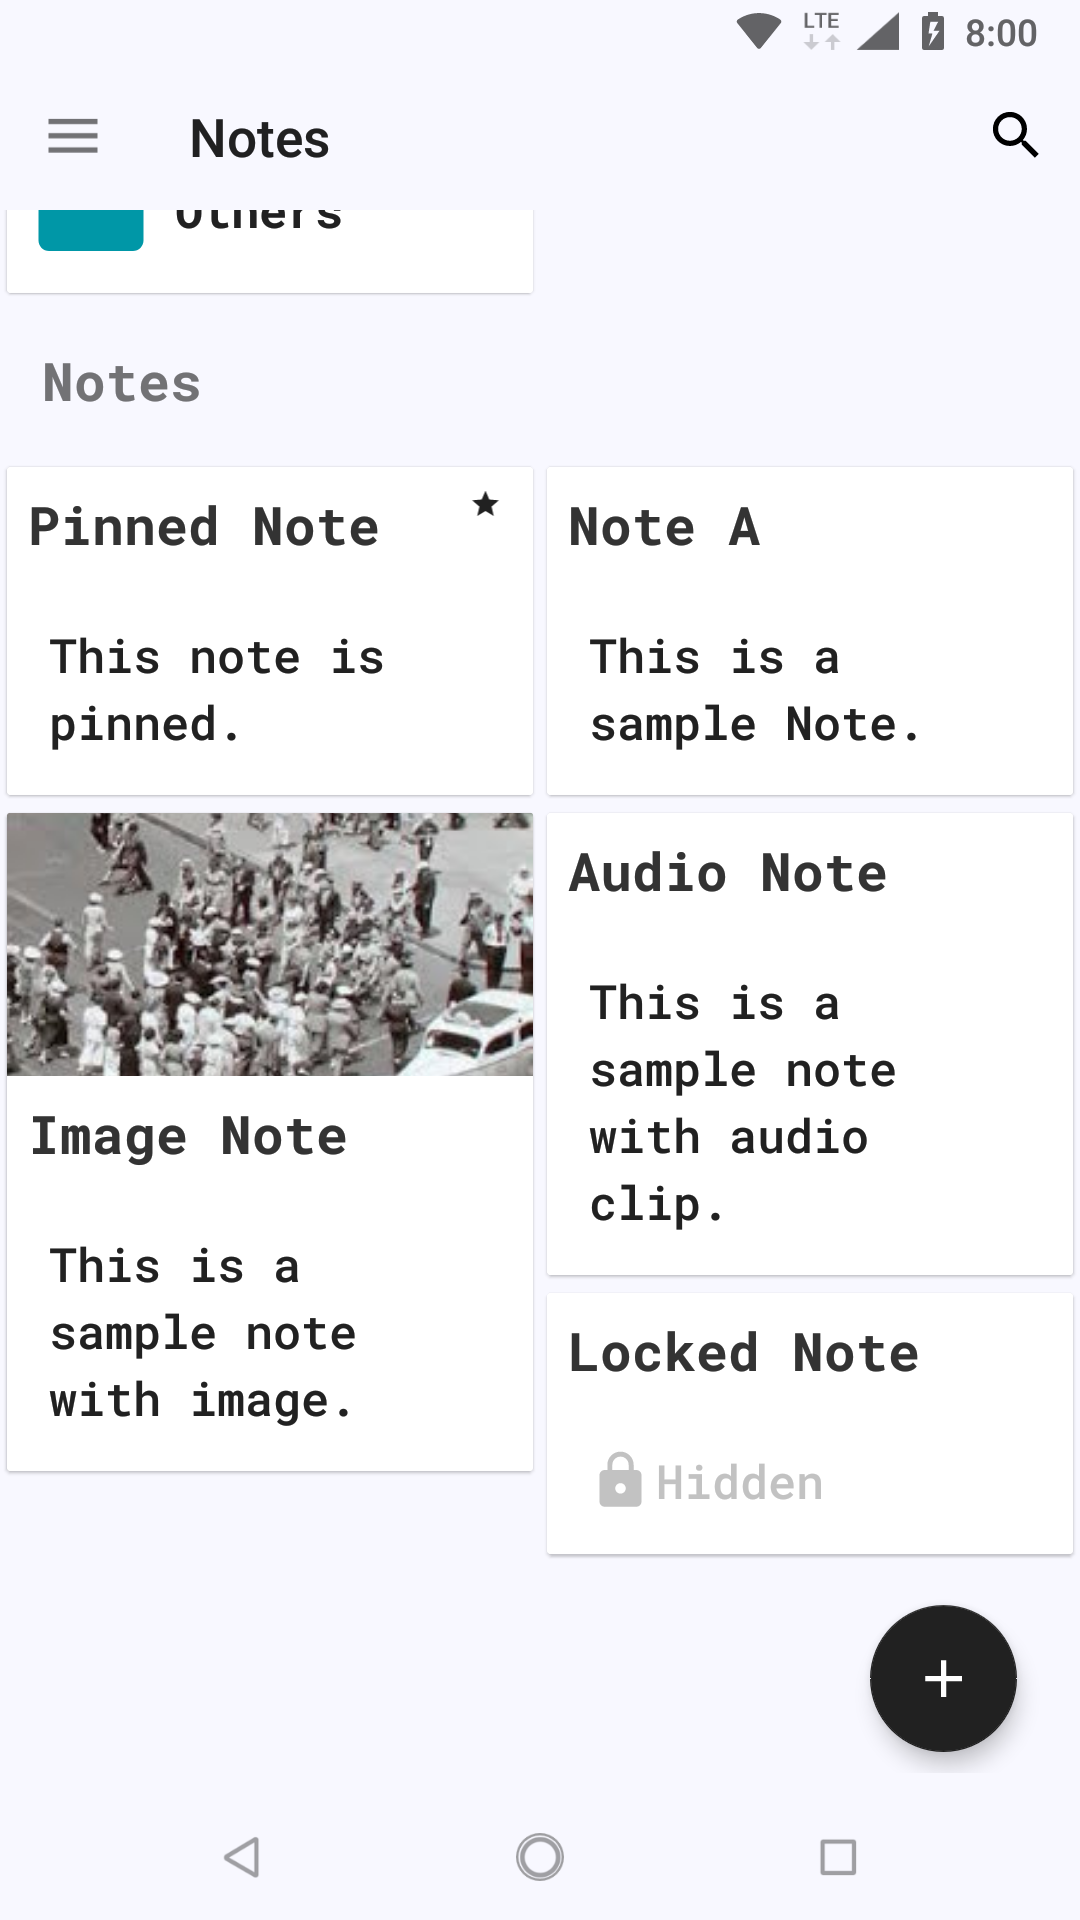 LTE 8:00
Notes
Others
Notes
Pinned Note
This note is
pinned.
Note A
This is a
sample Note.
Image Note
This is a
sample note
with image.
Audio Note
This is a
sample note
with audio
clip.
Locked Note
Hidden